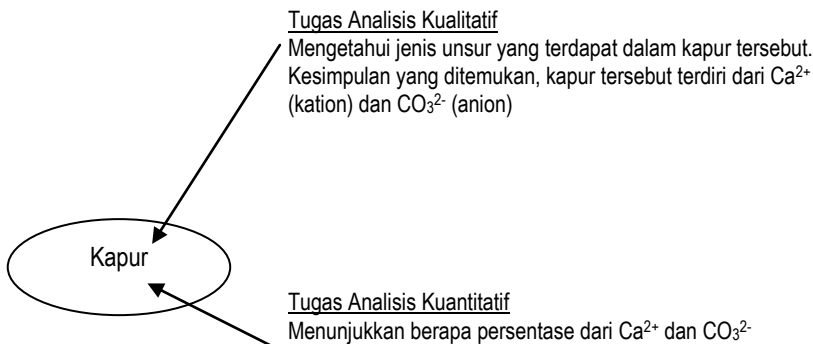 Tugas Analisis Kualitatif
Mengetahui jenis unsur yang terdapat dalam kapur tersebut.
Kesimpulan yang ditemukan, kapur tersebut terdiri dari Ca²⁺
(kation) dan CO₃²⁻ (anion)
Kapur
Tugas Analisis Kuantitatif
Menunjukkan berapa persentase dari Ca²⁺ dan CO₃²⁻